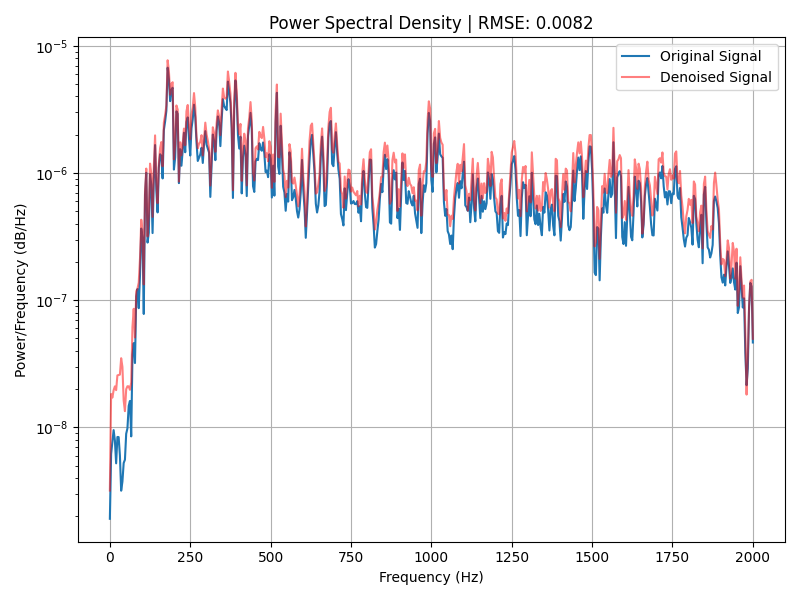 Power Spectral Density | RMSE: 0.0082
Original Signal
Denoised Signal
Power/Frequency (dB/Hz)
10^-5
10^-6
10^-7
10^-8
0 250 500 750 1000 1250 1500 1750 2000
Frequency (Hz)